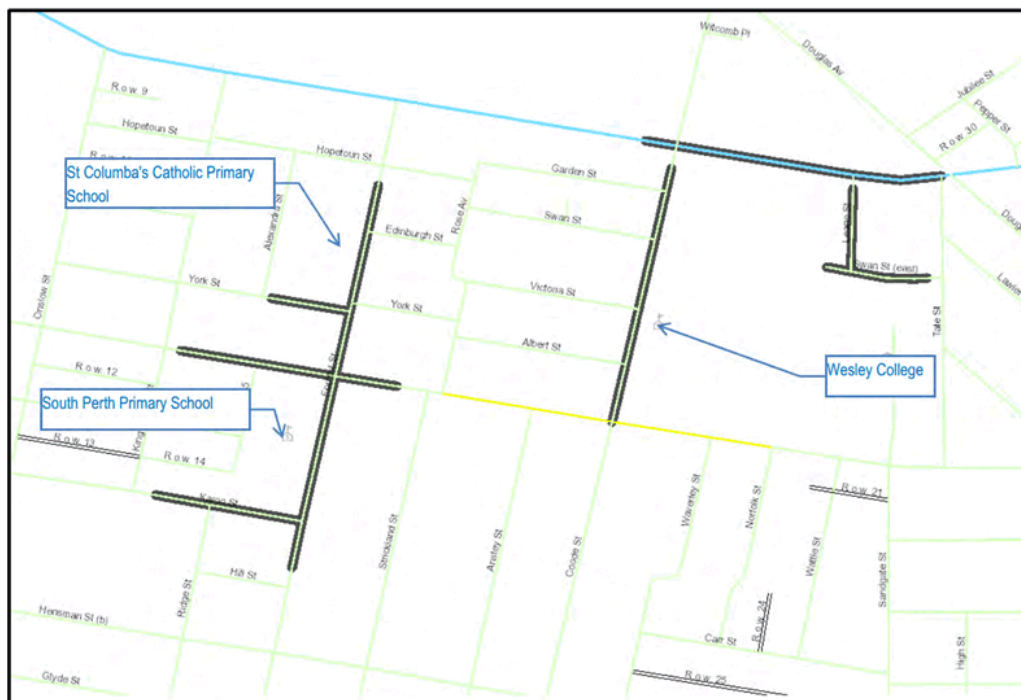 Witcomb Pl
Douglas Av
Jubilee St
Pepper St
R.o.w. 30
R.o.w. 9
Hopetoun St
Hopetoun St
St Columba's Catholic Primary
School
Garden St
Alexandra St
Rose Av
Swan St
Edinburgh St
Swan St (east)
York St
York St
Victoria St
Onslow St
Albert St
Tate St
R.o.w. 12
Wesley College
South Perth Primary School
R.o.w. 13
R.o.w. 14
Karoo St
R.o.w. 21
Waverley St
Norfolk St
Strickland St
Anstey St
Coode St
Wattle St
Sandgate St
Hill St
Ridge St
Hensman St (b)
R.o.w. 24
Carr St
High St
Glyde St
R.o.w. 25